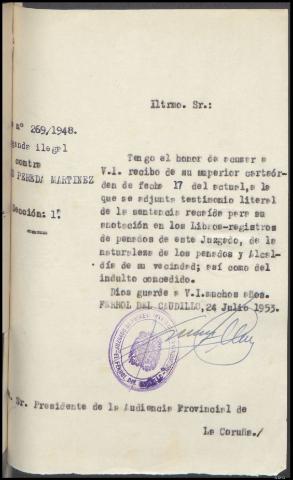 Iltrmo. Sr.:
nº 269/1948.
ganda ilegal
contra
PEREDA MARTINEZ
Sección: 1ª
Tengo el honor de acusar a
V.I. recibo de su superior cartaór-
den de fecha 17 del actual, a la
que se adjunta testimonio literal
de la sentencia recaída para su
anotación en los Libros-registros
de penados de este Juzgado, de la
naturaleza de los penados y Alcal-
día de su vecindad; así como del
indulto concedido.
Dios guarde a V.I. muchos años.
FERROL DEL CAUDILLO, 24 Julio 1953.
Sr. Presidente de la Audiencia Provincial de
La Coruña./